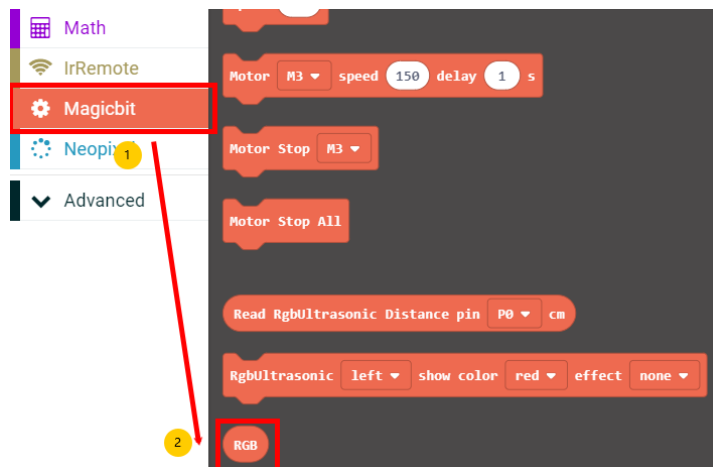 Math
IrRemote
Magicbit
Neopix
1
Advanced
Motor M3 speed 150 delay 1 s
Motor Stop M3
Motor Stop All
Read RgbUltrasonic Distance pin P0 cm
RgbUltrasonic left show color red effect none
2
RGB